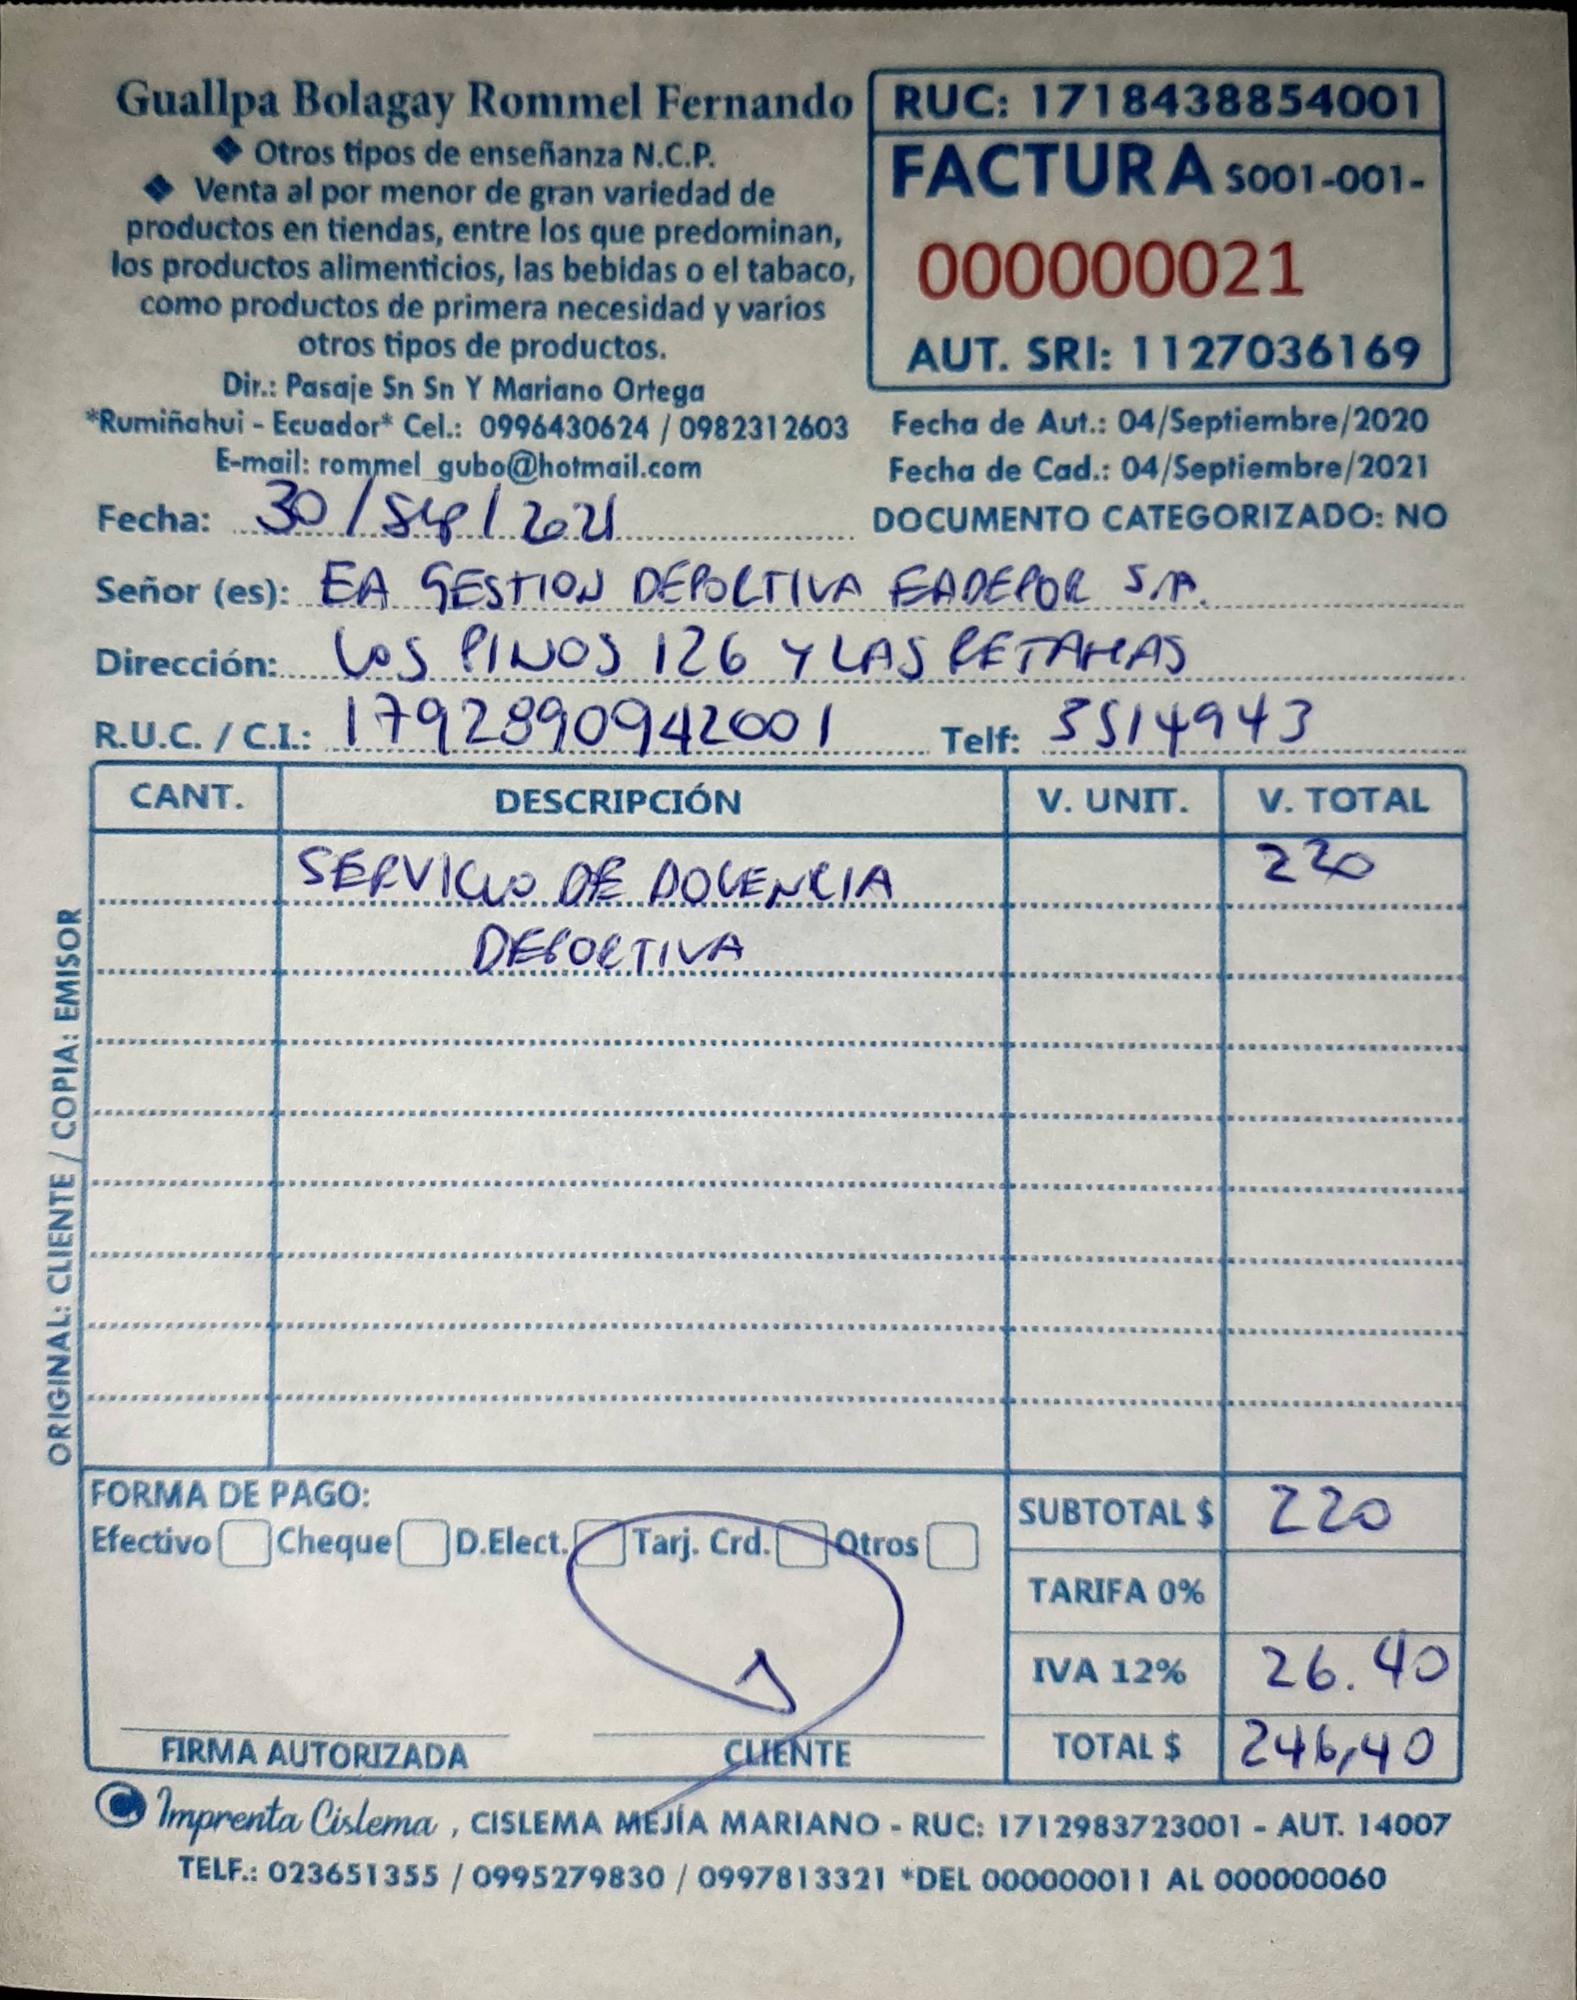 Guallpa Bolagay Rommel Fernando
❖ Otros tipos de enseñanza N.C.P.
❖ Venta al por menor de gran variedad de
productos en tiendas, entre los que predominan,
los productos alimenticios, las bebidas o el tabaco,
como productos de primera necesidad y varios
otros tipos de productos.
Dir.: Pasaje Sn Sn Y Mariano Ortega
*Rumiñahui - Ecuador* Cel.: 0996430624 / 0982312603
E-mail: rommel_gubo@hotmail.com
RUC: 1718438854001
FACTURA S001-001-
000000021
AUT. SRI: 1127036169
Fecha de Aut.: 04/Septiembre/2020
Fecha de Cad.: 04/Septiembre/2021
DOCUMENTO CATEGORIZADO: NO
Fecha: 30/Sep/2021
Señor (es): EA GESTION DEPORTIVA EADEPOR S.A.
Dirección: LOS PINOS 126 Y LAS RETAMAS
R.U.C. / C.I.: 1792890942001 Telf: 3514943
CANT. DESCRIPCIÓN V. UNIT. V. TOTAL
SERVICIO DE DOCENCIA 220
DEPORTIVA
ORIGINAL: CLIENTE / COPIA: EMISOR
FORMA DE PAGO:
Efectivo Cheque D.Elect. Tarj. Crd. Otros
FIRMA AUTORIZADA CLIENTE
SUBTOTAL $ 220
TARIFA 0%
IVA 12% 26.40
TOTAL $ 246,40
Imprenta Cislema , CISLEMA MEJÍA MARIANO - RUC: 1712983723001 - AUT. 14007
TELF.: 023651355 / 0995279830 / 0997813321 *DEL 000000011 AL 000000060